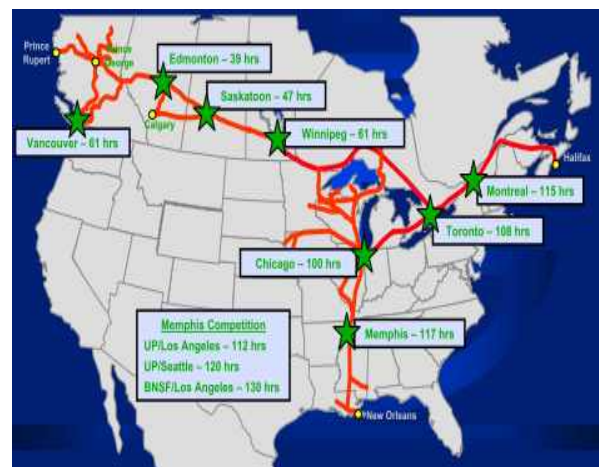 Prince
Rupert
Prince
George
Edmonton – 39 hrs
Saskatoon – 47 hrs
Calgary
Vancouver – 61 hrs
Winnipeg – 61 hrs
Halifax
Montreal – 115 hrs
Toronto – 108 hrs
Chicago – 100 hrs
Memphis Competition
UP/Los Angeles – 112 hrs
UP/Seattle – 120 hrs
BNSF/Los Angeles – 130 hrs
Memphis – 117 hrs
New Orleans